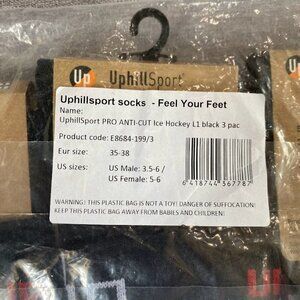 Up UphillSport
Uphillsport socks - Feel Your Feet
Name:
UphillSport PRO ANTI-CUT Ice Hockey L1 black 3 pac
Product code: E8684-199/3
Eur size: 35-38
US sizes: US Male: 3.5-6 /
US Female: 5-6
6 418744 367787
WARNING! THIS PLASTIC BAG IS NOT A TOY! DANGER OF SUFFOCATION!
KEEP THIS PLASTIC BAG AWAY FROM BABIES AND CHILDREN!